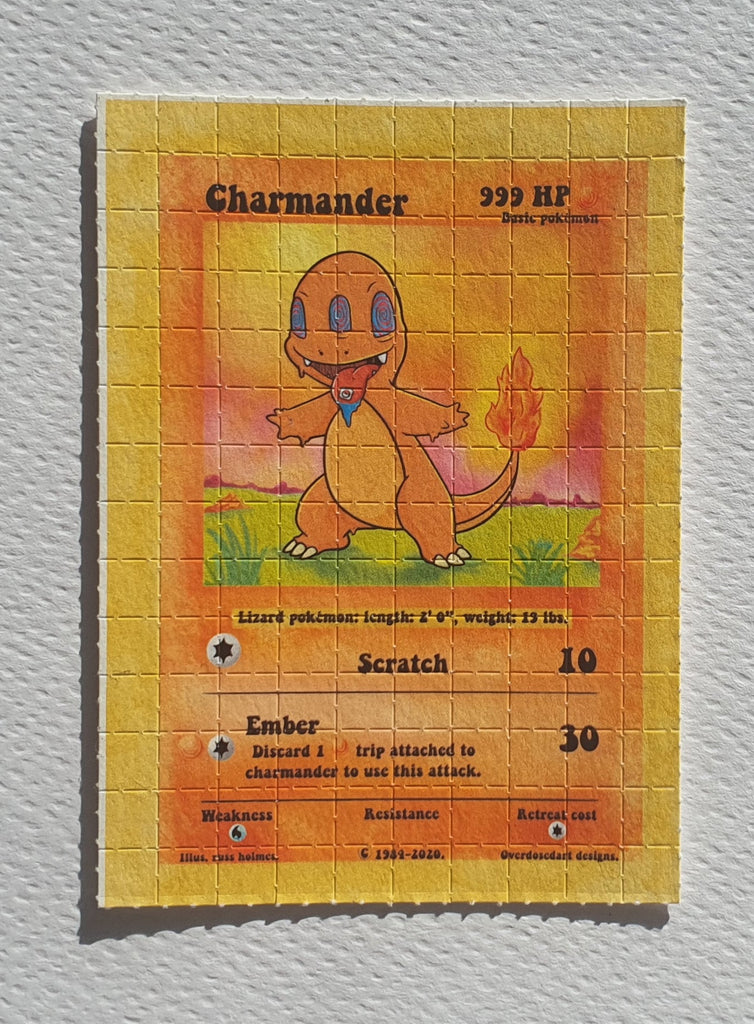 Charmander
999 HP
Basic pokémon
Lizard pokémon: length: 2' 0", weight: 19 lbs.
Scratch 10
Ember
30
Discard 1 trip attached to
charmander to use this attack.
Weakness Resistance Retreat cost
Illus. russ holmes. © 1984-2020. Overdosedart designs.